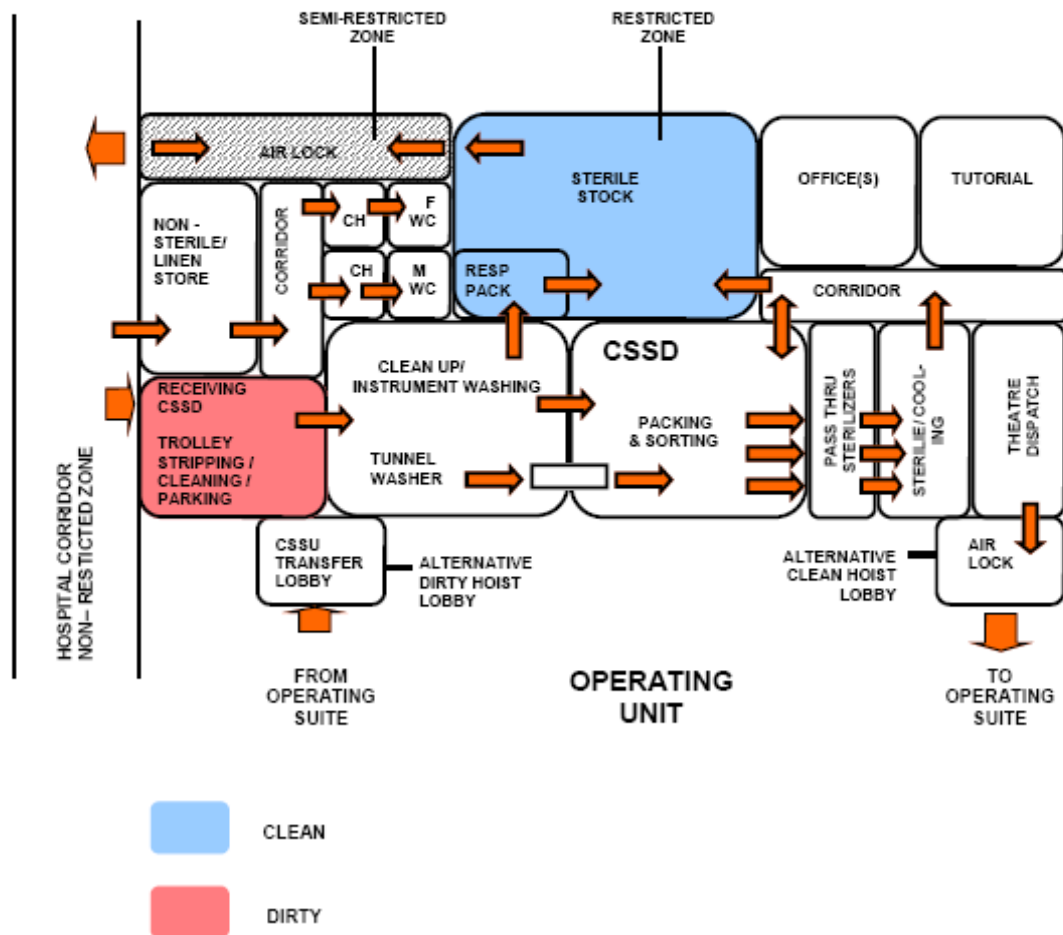 SEMI-RESTRICTED
ZONE
RESTRICTED
ZONE
AIR LOCK
STERILE
STOCK
OFFICE(S)
TUTORIAL
NON -
STERILE/
LINEN
STORE
CORRIDOR
CH
F
WC
CH
M
WC
RESP
PACK
CORRIDOR
RECEIVING
CSSD
TROLLEY
STRIPPING /
CLEANING /
PARKING
CLEAN UP/
INSTRUMENT WASHING
TUNNEL
WASHER
CSSD
PACKING
& SORTING
PASS THRU
STERILIZERS
STERILIE/ COOL-
ING
THEATRE
DISPATCH
HOSPITAL CORRIDOR
NON– RESTICTED ZONE
CSSU
TRANSFER
LOBBY
ALTERNATIVE
DIRTY HOIST
LOBBY
ALTERNATIVE
CLEAN HOIST
LOBBY
AIR
LOCK
FROM
OPERATING
SUITE
OPERATING
UNIT
TO
OPERATING
SUITE
CLEAN
DIRTY